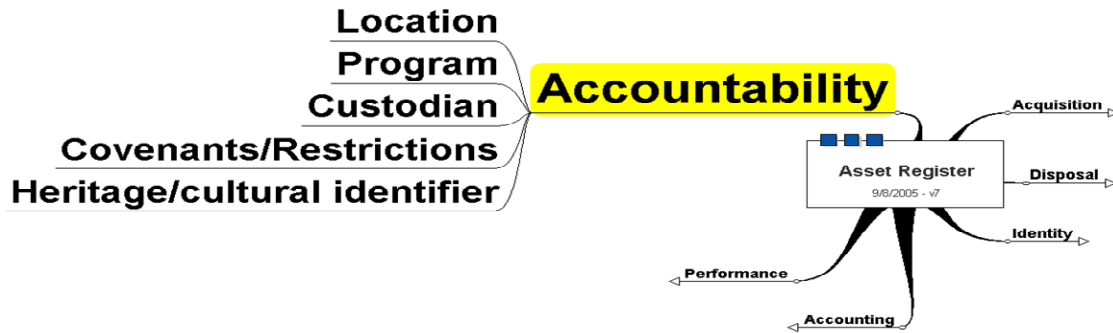 Location
Program
Custodian
Covenants/Restrictions
Heritage/cultural identifier
Accountability
Asset Register
9/8/2005 - v7
Acquisition
Disposal
Identity
Performance
Accounting